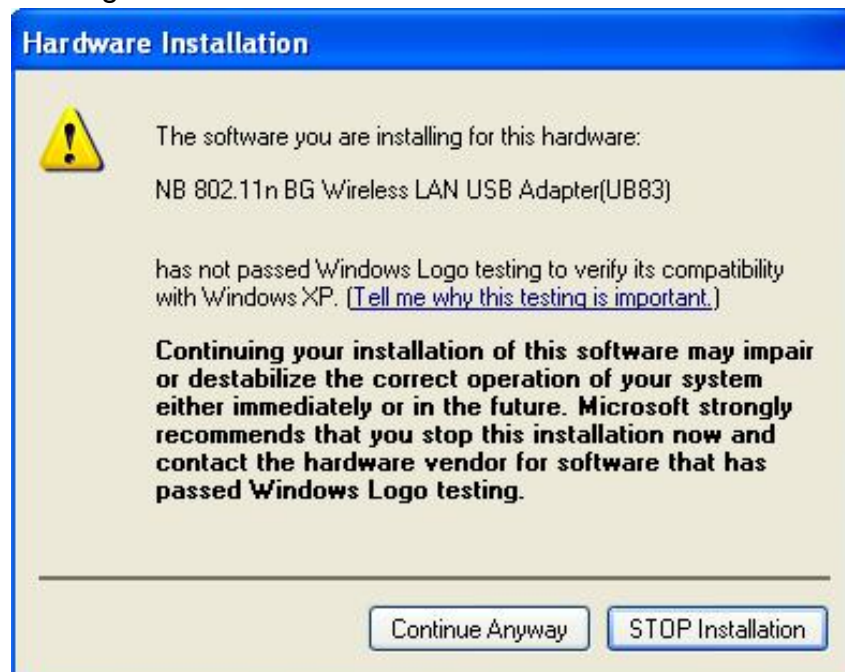 Hardware Installation
The software you are installing for this hardware:
NB 802.11n BG Wireless LAN USB Adapter(UB83)
has not passed Windows Logo testing to verify its compatibility
with Windows XP. (Tell me why this testing is important.)
Continuing your installation of this software may impair
or destabilize the correct operation of your system
either immediately or in the future. Microsoft strongly
recommends that you stop this installation now and
contact the hardware vendor for software that has
passed Windows Logo testing.
Continue Anyway STOP Installation